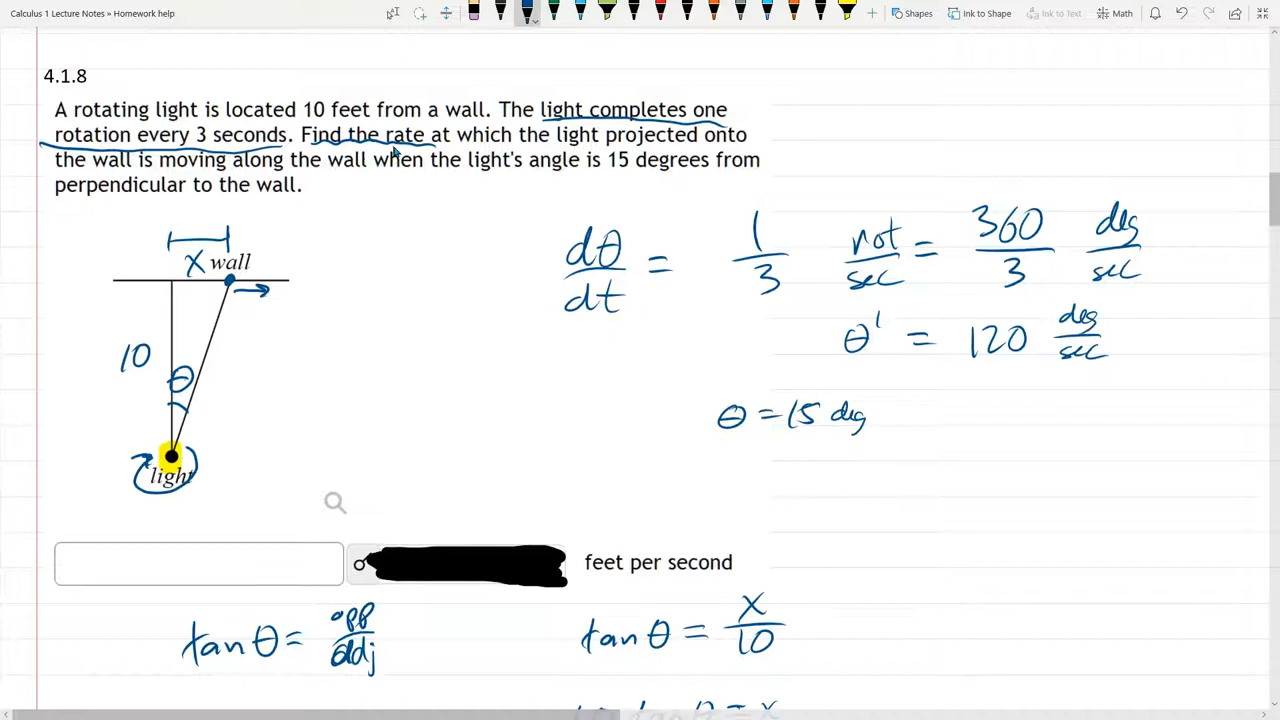 Calculus 1 Lecture Notes » Homework help
Shapes
Ink to Shape
Ink to Text
Math
4.1.8
A rotating light is located 10 feet from a wall. The light completes one
rotation every 3 seconds. Find the rate at which the light projected onto
the wall is moving along the wall when the light's angle is 15 degrees from
perpendicular to the wall.
x wall
10
θ
light
dθ/dt = 1/3 rot/sec = 360/3 deg/sec
θ' = 120 deg/sec
θ = 15 deg
feet per second
tan θ = opp/adj
tan θ = x/10